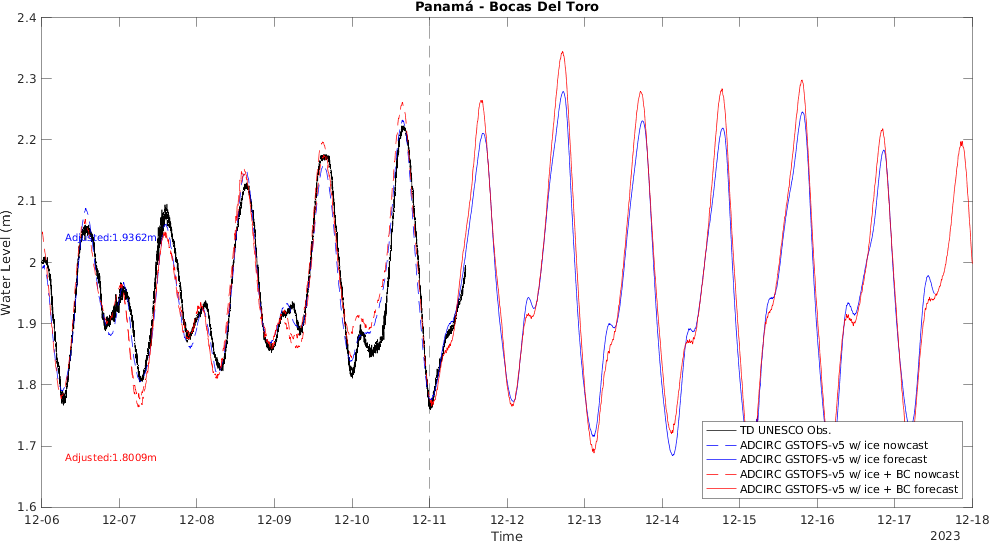 Panamá - Bocas Del Toro
2.4
2.3
2.2
2.1
2
1.9
1.8
1.7
1.6
Water Level (m)
Adjusted:1.9362m
Adjusted:1.8009m
TD UNESCO Obs.
ADCIRC GSTOFS-v5 w/ ice nowcast
ADCIRC GSTOFS-v5 w/ ice forecast
ADCIRC GSTOFS-v5 w/ ice + BC nowcast
ADCIRC GSTOFS-v5 w/ ice + BC forecast
12-06 12-07 12-08 12-09 12-10 12-11 12-12 12-13 12-14 12-15 12-16 12-17 12-18
Time
2023